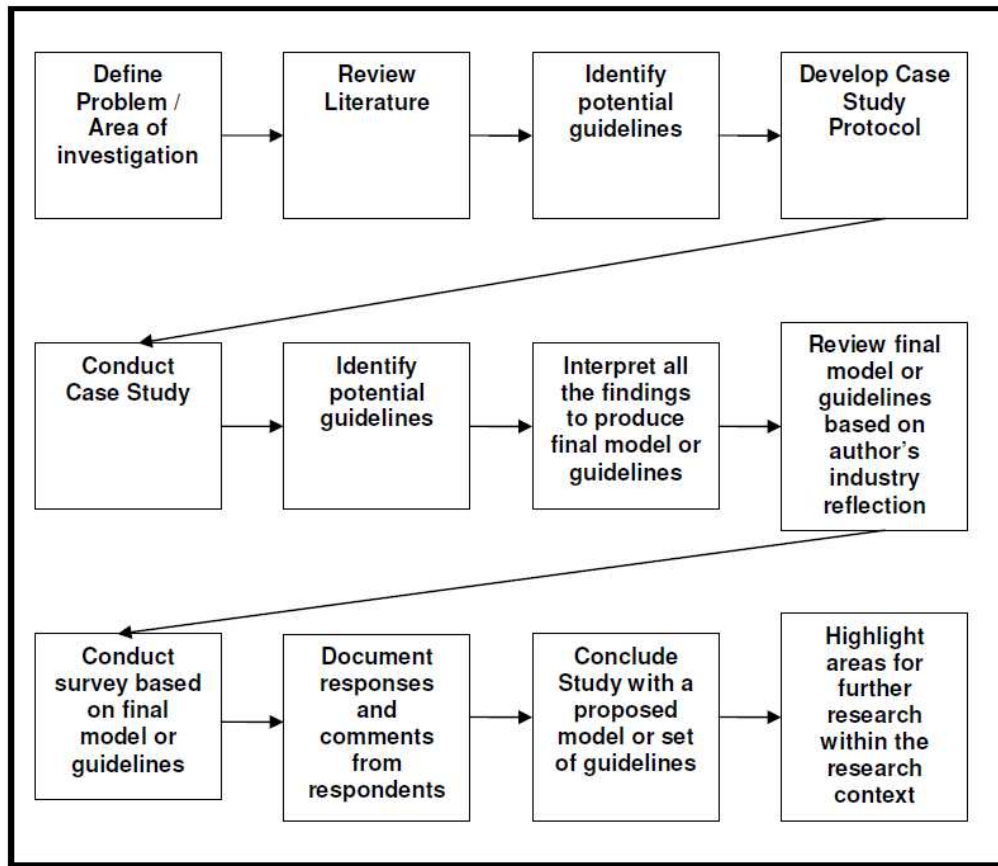 Define
Problem /
Area of
investigation
Review
Literature
Identify
potential
guidelines
Develop Case
Study
Protocol
Conduct
Case Study
Identify
potential
guidelines
Interpret all
the findings
to produce
final model or
guidelines
Review final
model or
guidelines
based on
author's
industry
reflection
Conduct
survey based
on final
model or
guidelines
Document
responses
and
comments
from
respondents
Conclude
Study with a
proposed
model or set
of guidelines
Highlight
areas for
further
research
within the
research
context